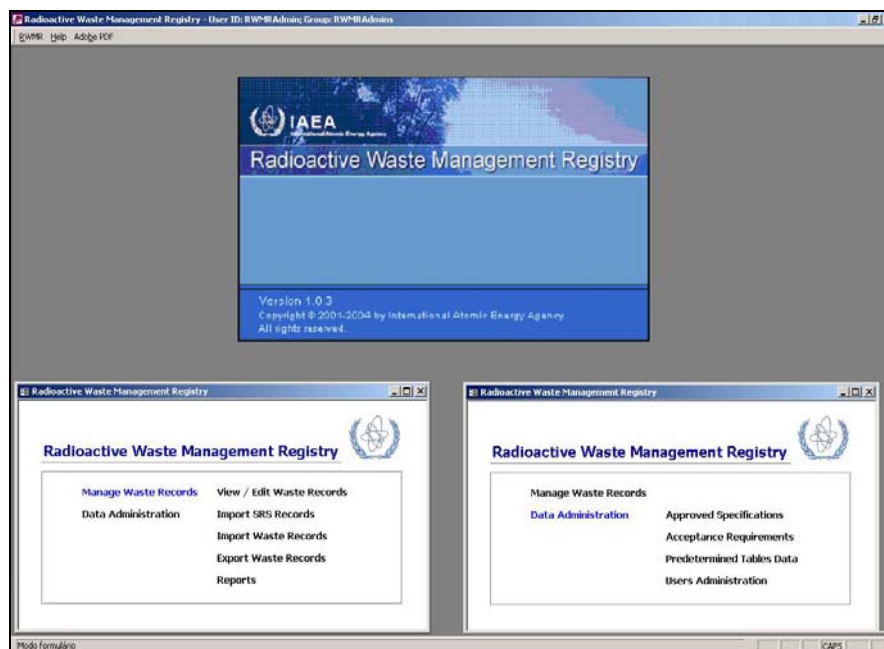 Radioactive Waste Management Registry - User ID: RWMRAdmin; Group: RWMRAdmins
RWMR Help Adobe PDF
IAEA
International Atomic Energy Agency
Radioactive Waste Management Registry
Version 1.0.3
Copyright © 2001-2004 by International Atomic Energy Agency
All rights reserved.
Radioactive Waste Management Registry
Radioactive Waste Management Registry
Manage Waste Records View / Edit Waste Records
Data Administration Import SRS Records
Import Waste Records
Export Waste Records
Reports
Radioactive Waste Management Registry
Radioactive Waste Management Registry
Manage Waste Records
Data Administration Approved Specifications
Acceptance Requirements
Predetermined Tables Data
Users Administration
Modo formulário
CAPS